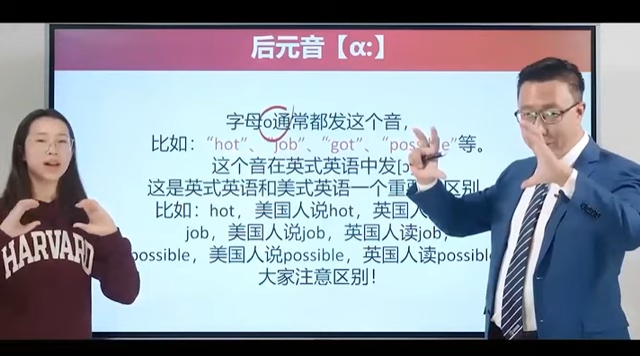 后元音【ɑ:】
字母o通常都发这个音，
比如：“hot”、“job”、“got”、“possible”等。
这个音在英式英语中发
这是英式英语和美式英语一个重 区别
比如：hot，美国人说hot，英国人
job，美国人说job，英国人读job，
possible，美国人说possible，英国人读possible
大家注意区别！
HARVARD